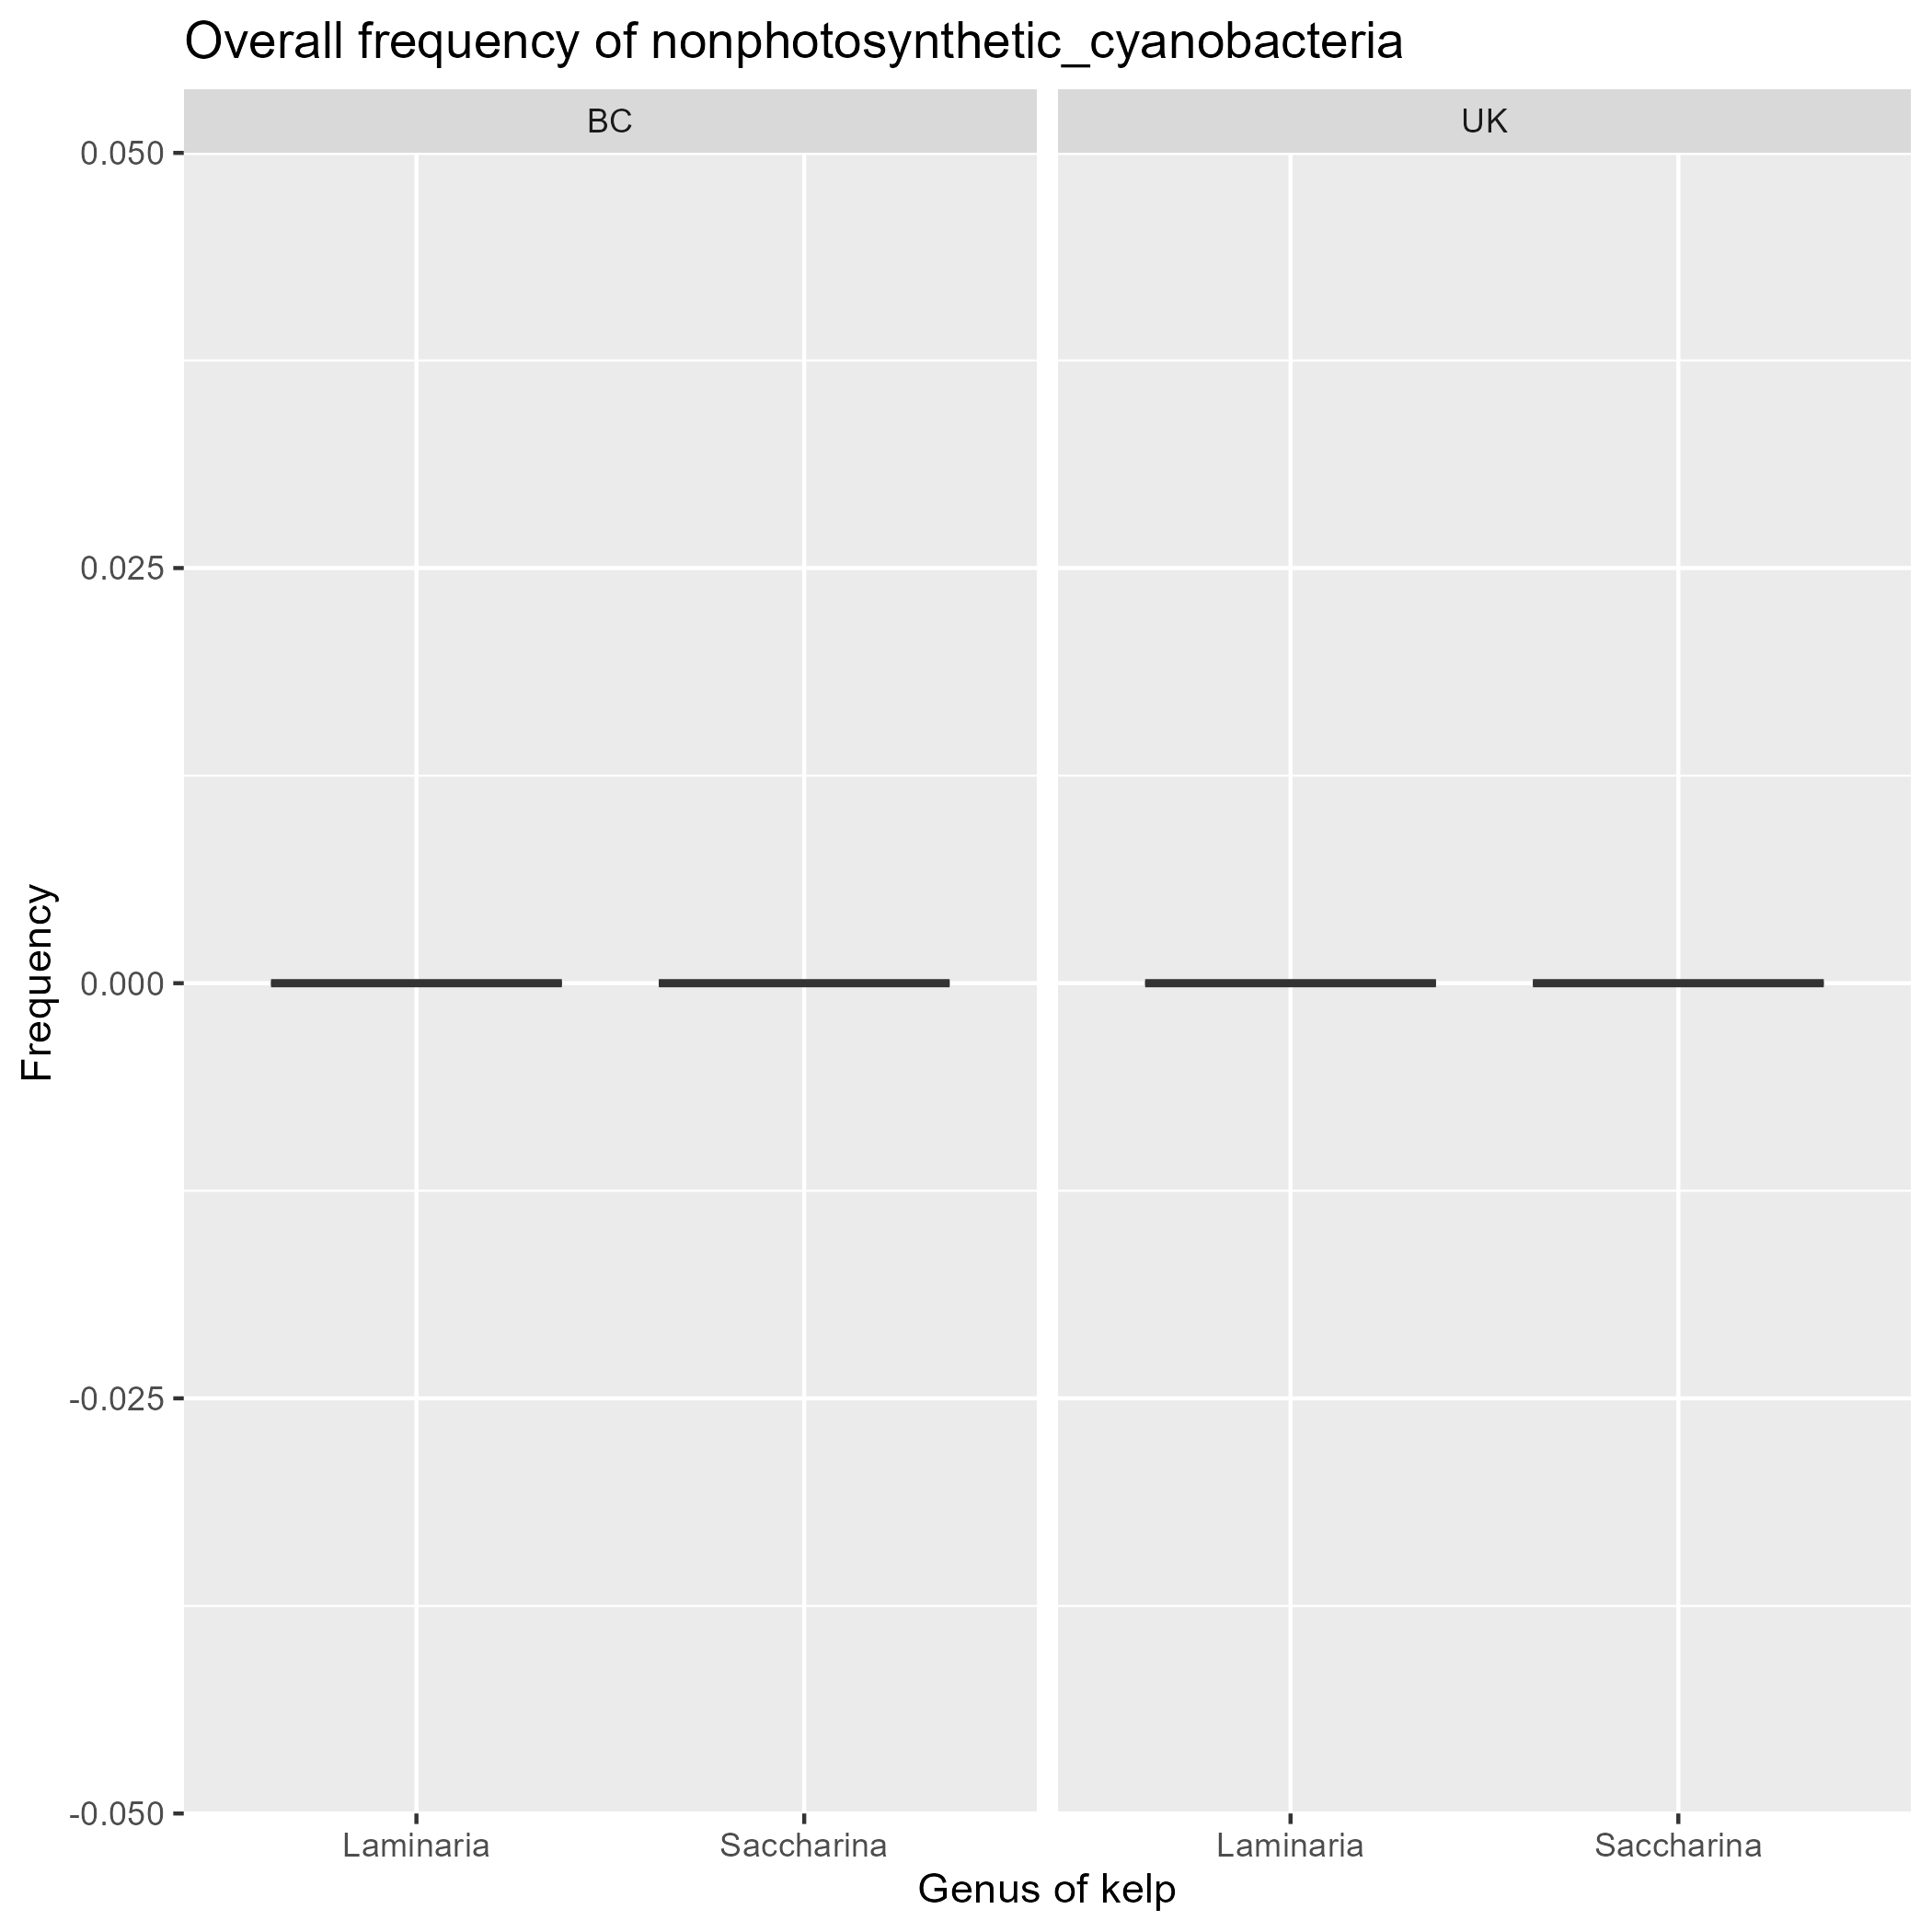 Overall frequency of nonphotosynthetic_cyanobacteria
BC
UK
0.050
0.025
0.000
-0.025
-0.050
Frequency
Laminaria
Saccharina
Laminaria
Saccharina
Genus of kelp